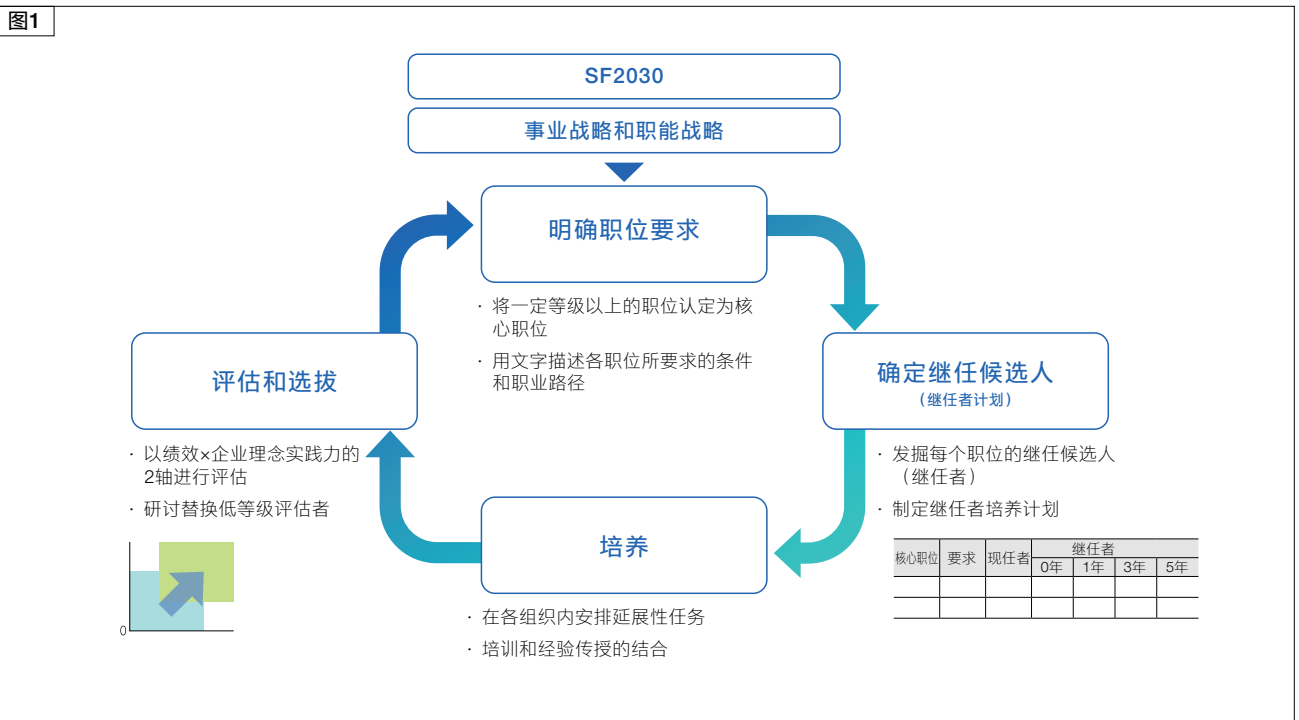 图1
SF2030
事业战略和职能战略
明确职位要求
· 将一定等级以上的职位认定为核
心职位
· 用文字描述各职位所要求的条件
和职业路径
确定继任候选人
（继任者计划）
· 发掘每个职位的继任候选人
（继任者）
· 制定继任者培养计划
核心职位 要求 现任者 继任者
0年 1年 3年 5年
培养
· 在各组织内安排延展性任务
· 培训和经验传授的结合
评估和选拔
· 以绩效×企业理念实践力的
2轴进行评估
· 研讨替换低等级评估者
0